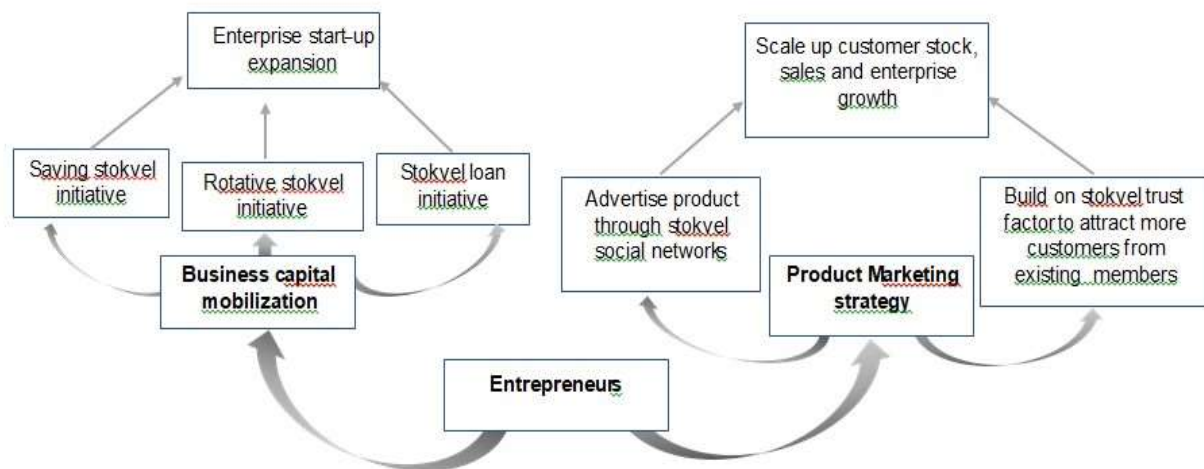 Enterprise start-up
expansion
Scale up customer stock,
sales and enterprise
growth
Saving stokvel
initiative
Rotative stokvel
initiative
Stokvel loan
initiative
Advertise product
through stokvel
social networks
Build on stokvel trust
factor to attract more
customers from
existing members
Business capital
mobilization
Product Marketing
strategy
Entrepreneurs